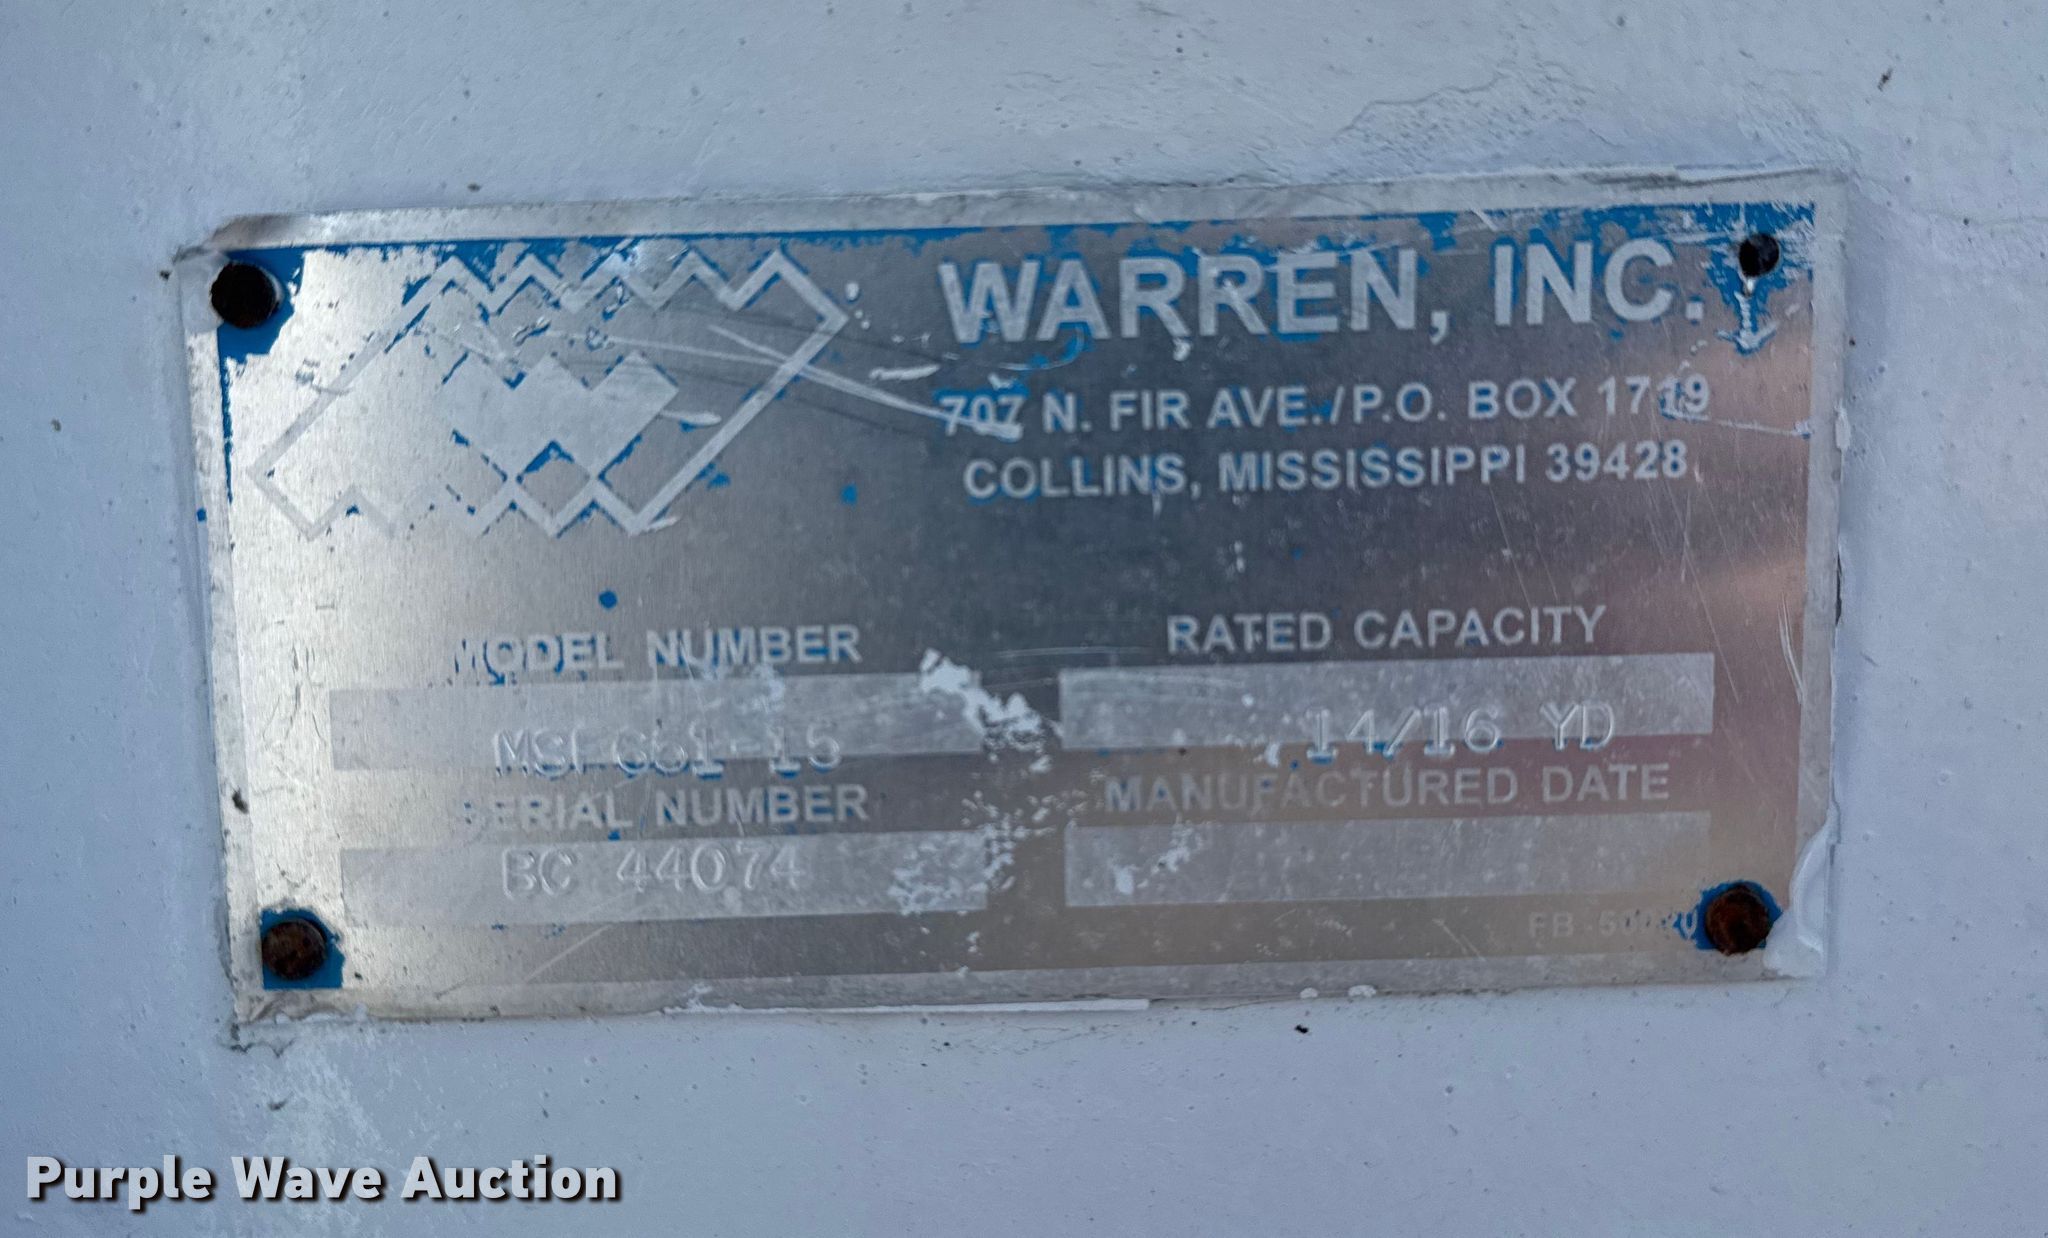 WARREN, INC.
707 N. FIR AVE./P.O. BOX 1719
COLLINS, MISSISSIPPI 39428
MODEL NUMBER
RATED CAPACITY
14/16 YD
SERIAL NUMBER
MANUFACTURED DATE
BC 44074
Purple Wave Auction